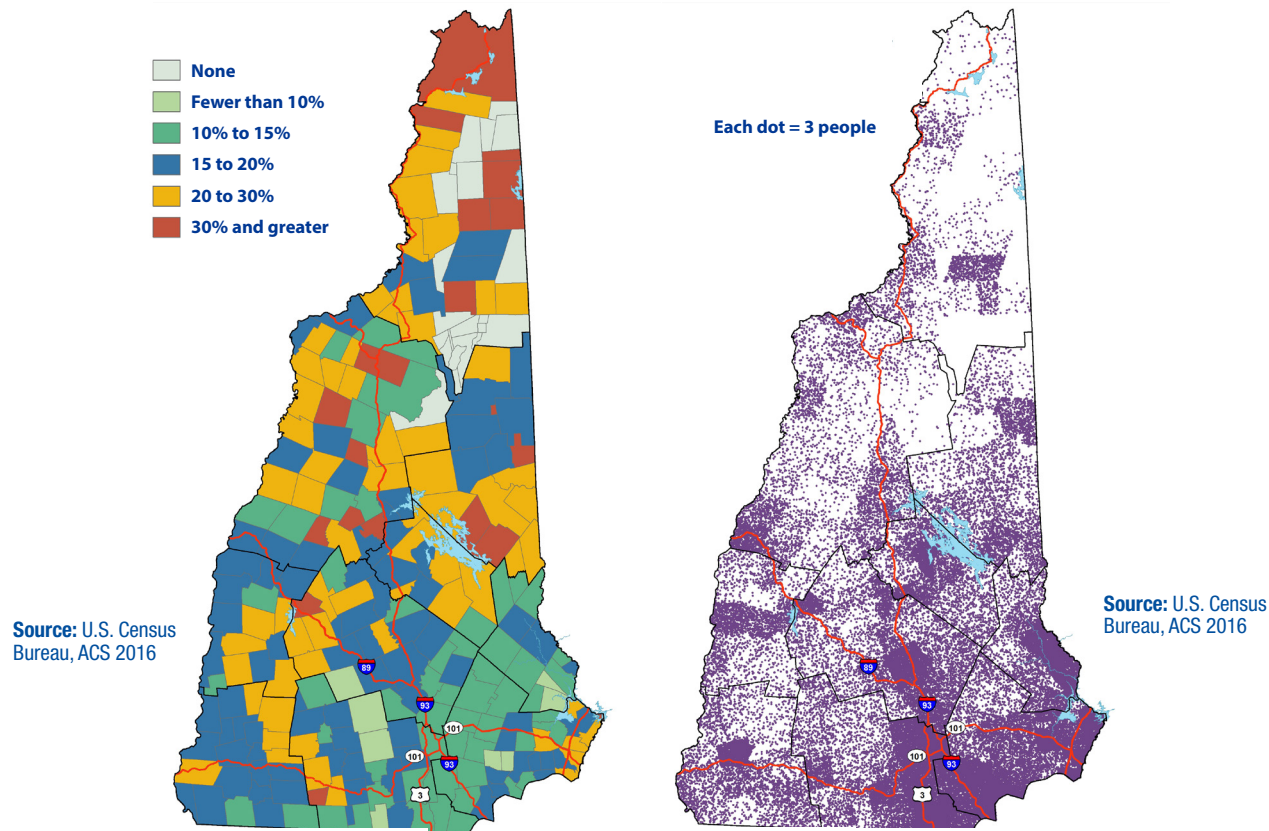 None
Fewer than 10%
10% to 15%
15 to 20%
20 to 30%
30% and greater
Source: U.S. Census
Bureau, ACS 2016
89
93
101
101
93
3
Each dot = 3 people
Source: U.S. Census
Bureau, ACS 2016
89
93
101
101
93
3